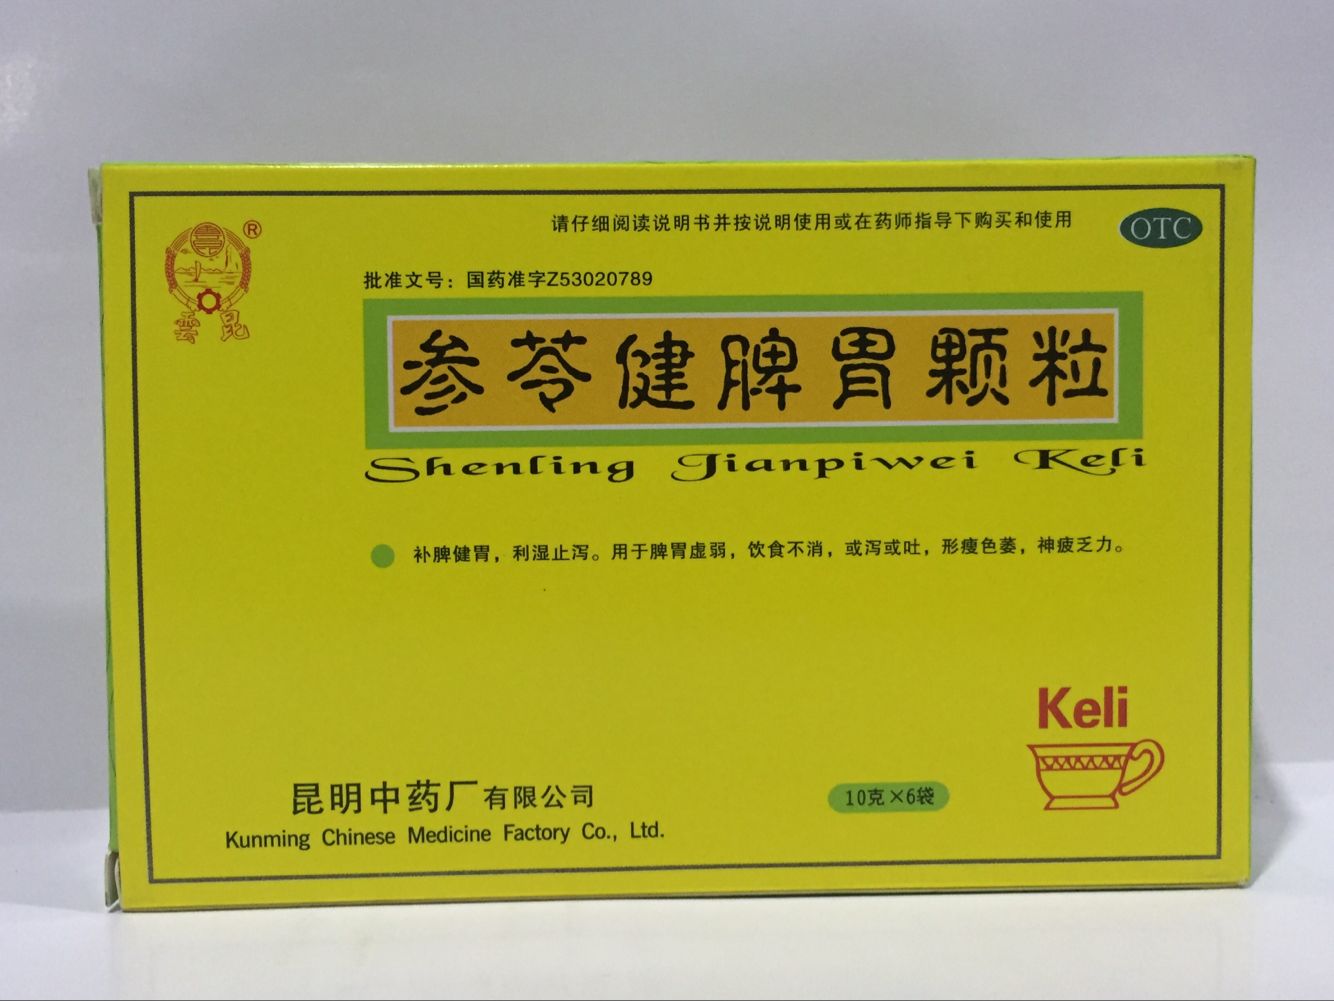 请仔细阅读说明书并按说明使用或在药师指导下购买和使用
OTC
®
雲昆
批准文号：国药准字Z53020789
参苓健脾胃颗粒
Shenling Jianpiwei Keli
补脾健胃，利湿止泻。用于脾胃虚弱，饮食不消，或泻或吐，形瘦色萎，神疲乏力。
Keli
昆明中药厂有限公司
10克×6袋
Kunming Chinese Medicine Factory Co., Ltd.